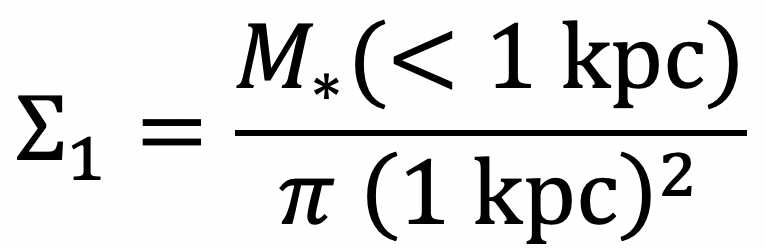 Σ₁ = M∗(< 1 kpc) / π (1 kpc)²